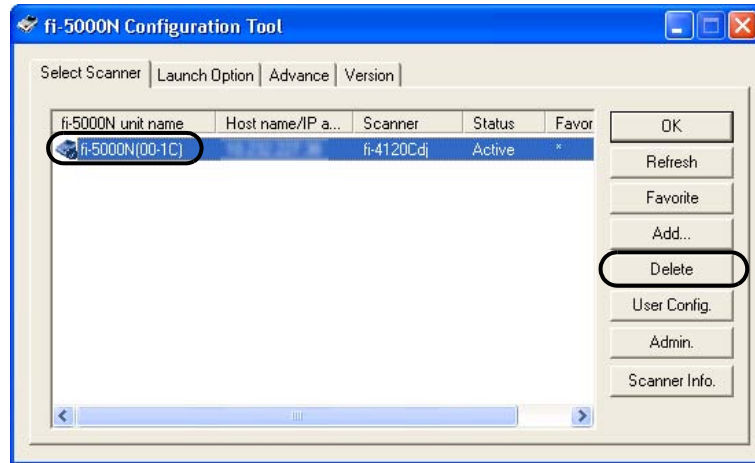 fi-5000N Configuration Tool
Select Scanner Launch Option Advance Version
fi-5000N unit name Host name/IP a... Scanner Status Favor
fi-5000N(00-1C) fi-4120Cdj Active *
OK
Refresh
Favorite
Add...
Delete
User Config.
Admin.
Scanner Info.